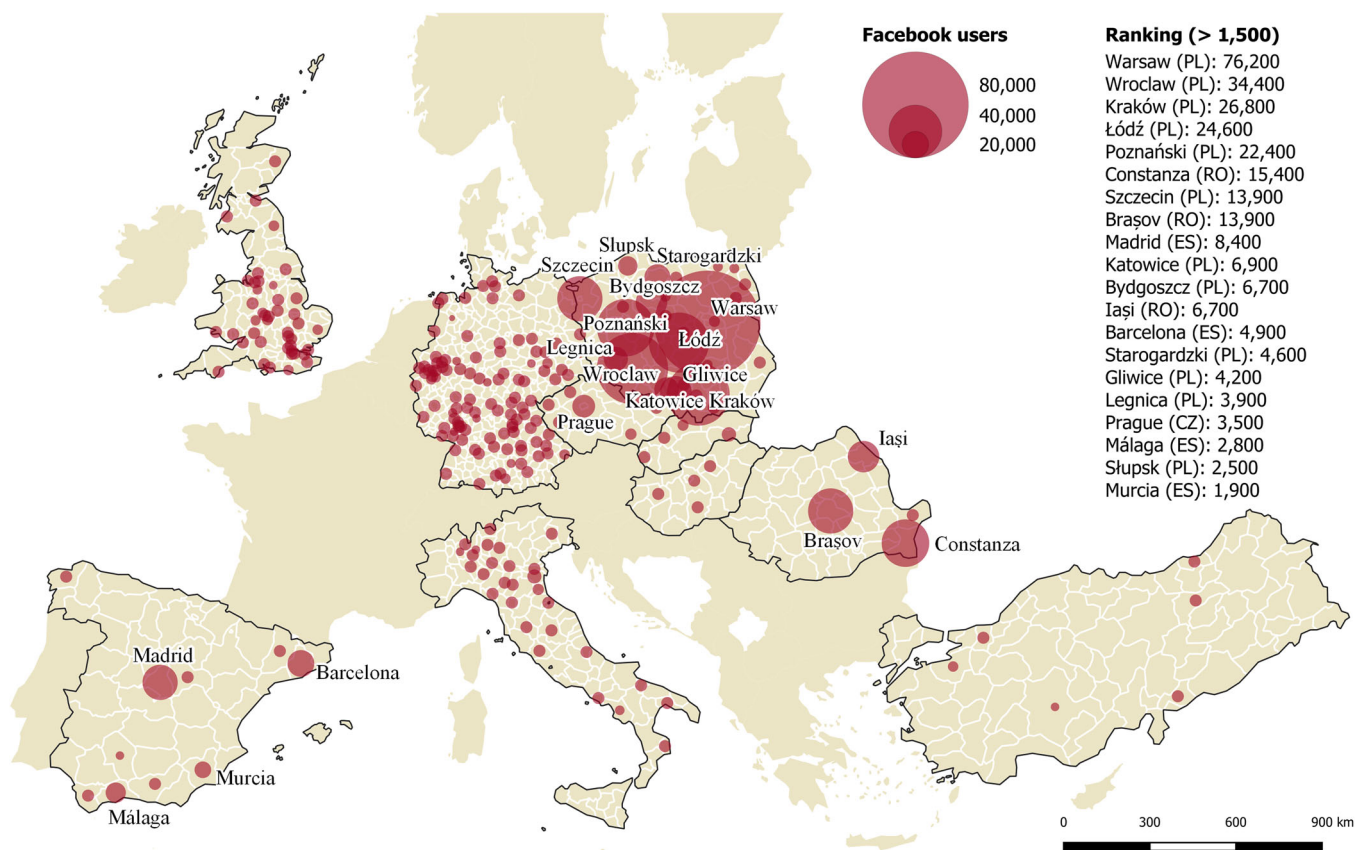 Facebook users
80,000
40,000
20,000
Ranking (> 1,500)
Warsaw (PL): 76,200
Wroclaw (PL): 34,400
Kraków (PL): 26,800
Łódź (PL): 24,600
Poznański (PL): 22,400
Constanza (RO): 15,400
Szczecin (PL): 13,900
Brașov (RO): 13,900
Madrid (ES): 8,400
Katowice (PL): 6,900
Bydgoszcz (PL): 6,700
Iași (RO): 6,700
Barcelona (ES): 4,900
Starogardzki (PL): 4,600
Gliwice (PL): 4,200
Legnica (PL): 3,900
Prague (CZ): 3,500
Málaga (ES): 2,800
Słupsk (PL): 2,500
Murcia (ES): 1,900
Słupsk
Starogardzki
Szczecin
Bydgoszcz
Warsaw
Poznański
Łódź
Legnica
Wroclaw
Gliwice
Katowice
Kraków
Prague
Iași
Brașov
Constanza
Madrid
Barcelona
Murcia
Málaga
0 300 600 900 km